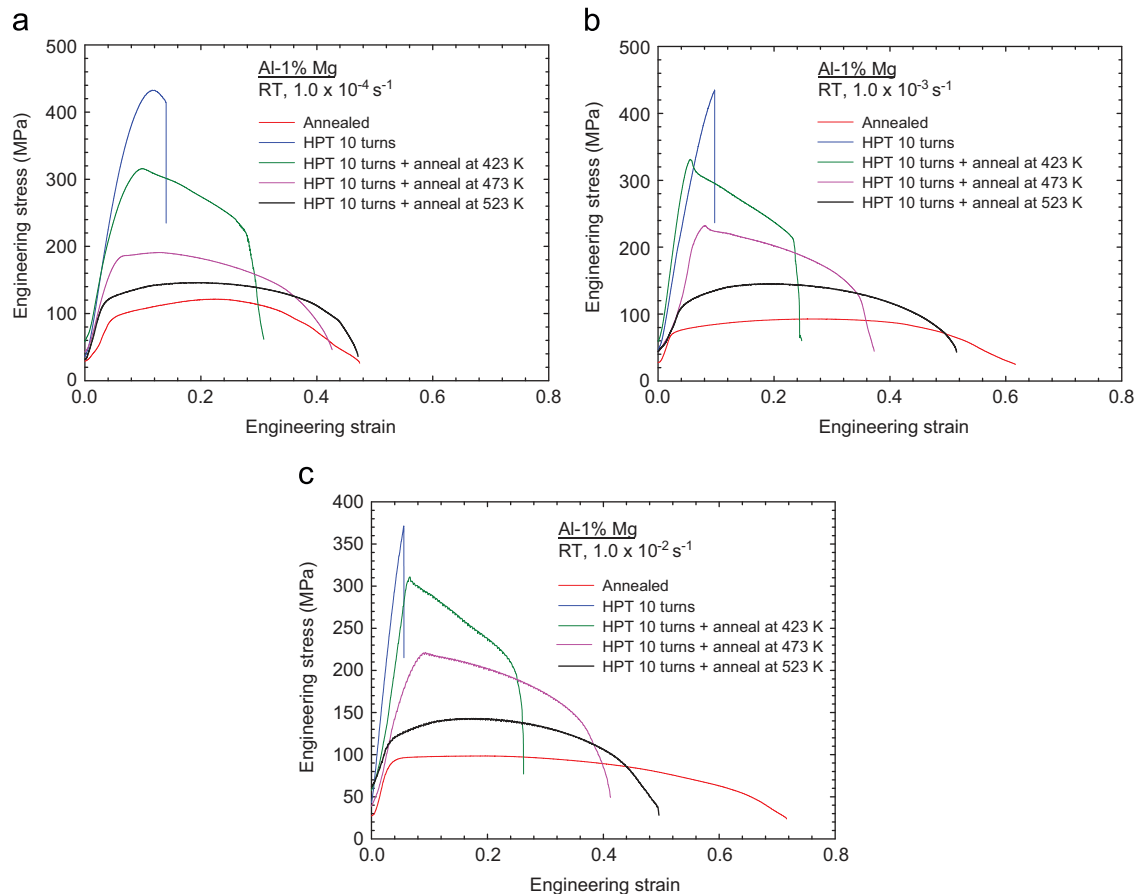 a
500
400
300
200
100
0
Engineering stress (MPa)
Al-1% Mg
RT, 1.0 x 10⁻⁴ s⁻¹
Annealed
HPT 10 turns
HPT 10 turns + anneal at 423 K
HPT 10 turns + anneal at 473 K
HPT 10 turns + anneal at 523 K
0.0 0.2 0.4 0.6 0.8
Engineering strain
b
500
400
300
200
100
0
Engineering stress (MPa)
Al-1% Mg
RT, 1.0 x 10⁻³ s⁻¹
Annealed
HPT 10 turns
HPT 10 turns + anneal at 423 K
HPT 10 turns + anneal at 473 K
HPT 10 turns + anneal at 523 K
0.0 0.2 0.4 0.6 0.8
Engineering strain
c
400
350
300
250
200
150
100
50
0
Engineering stress (MPa)
Al-1% Mg
RT, 1.0 x 10⁻² s⁻¹
Annealed
HPT 10 turns
HPT 10 turns + anneal at 423 K
HPT 10 turns + anneal at 473 K
HPT 10 turns + anneal at 523 K
0.0 0.2 0.4 0.6 0.8
Engineering strain